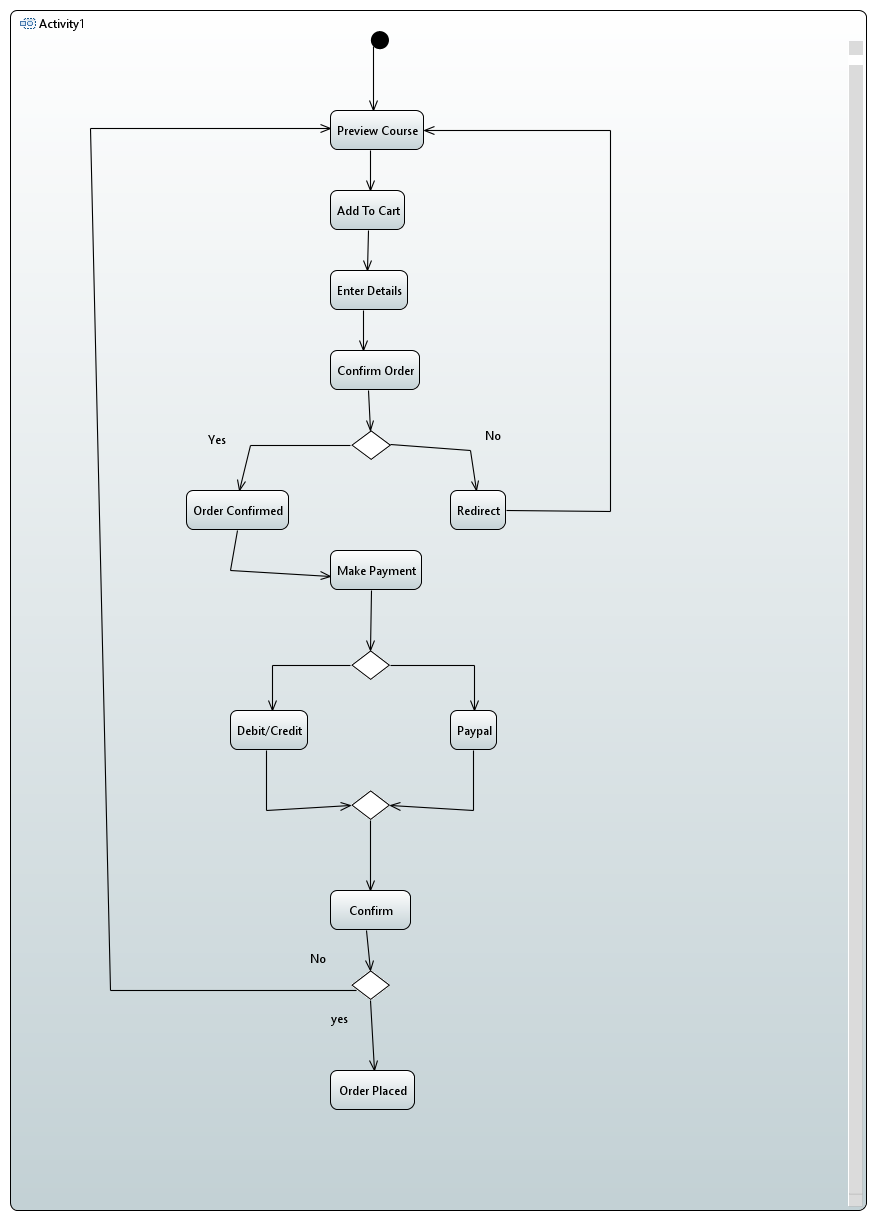 Activity1
Preview Course
Add To Cart
Enter Details
Confirm Order
Yes
No
Order Confirmed
Redirect
Make Payment
Debit/Credit
Paypal
Confirm
No
yes
Order Placed